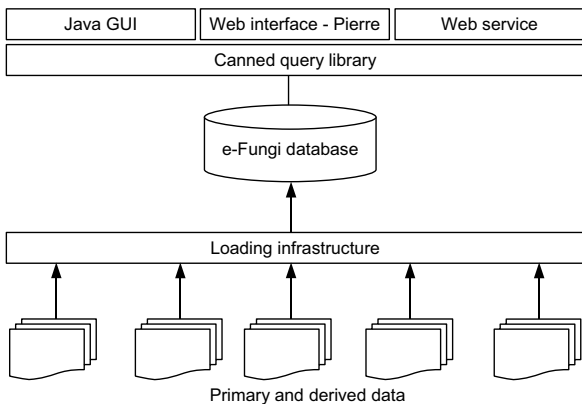 Java GUI
Web interface - Pierre
Web service
Canned query library
e-Fungi database
Loading infrastructure
Primary and derived data